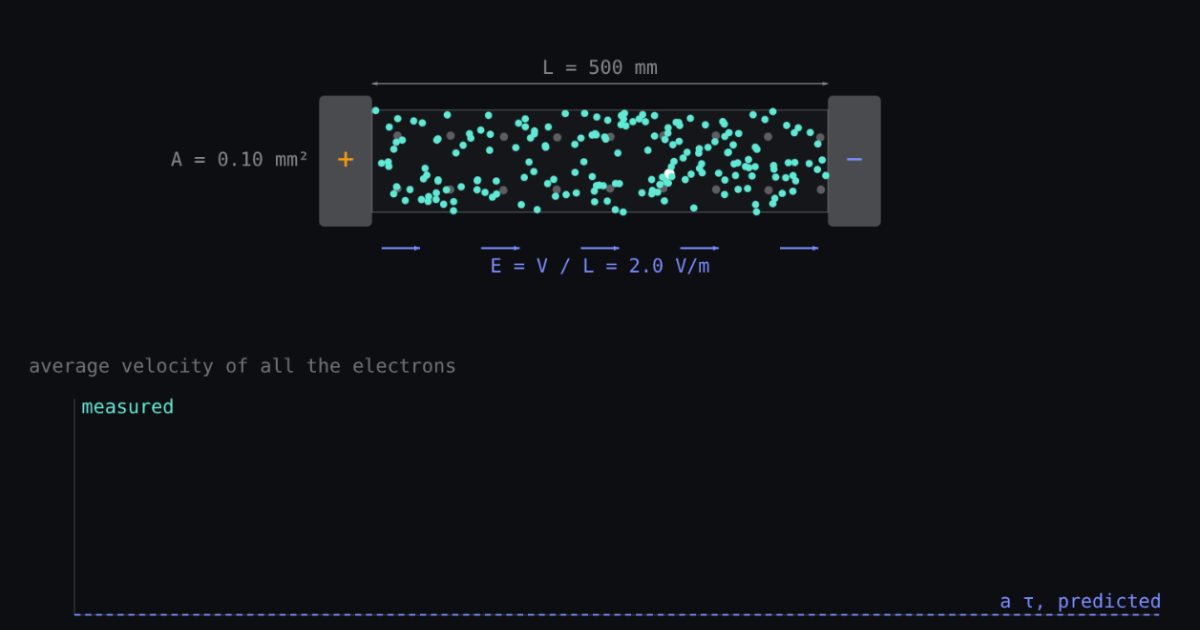 L = 500 mm
A = 0.10 mm²
+
−
E = V / L = 2.0 V/m
average velocity of all the electrons
measured
a τ, predicted